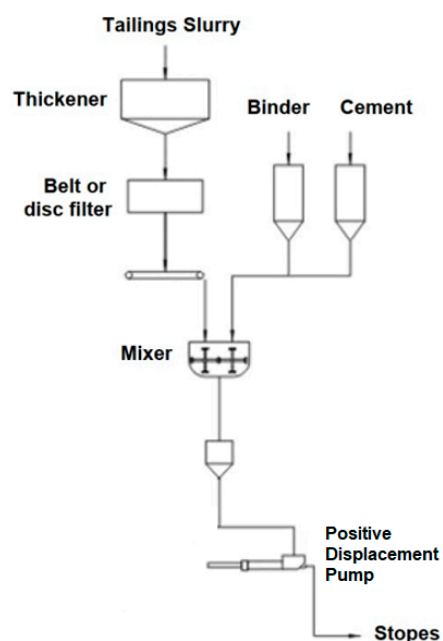 Tailings Slurry
Thickener
Binder
Cement
Belt or
disc filter
Mixer
Positive
Displacement
Pump
Stopes